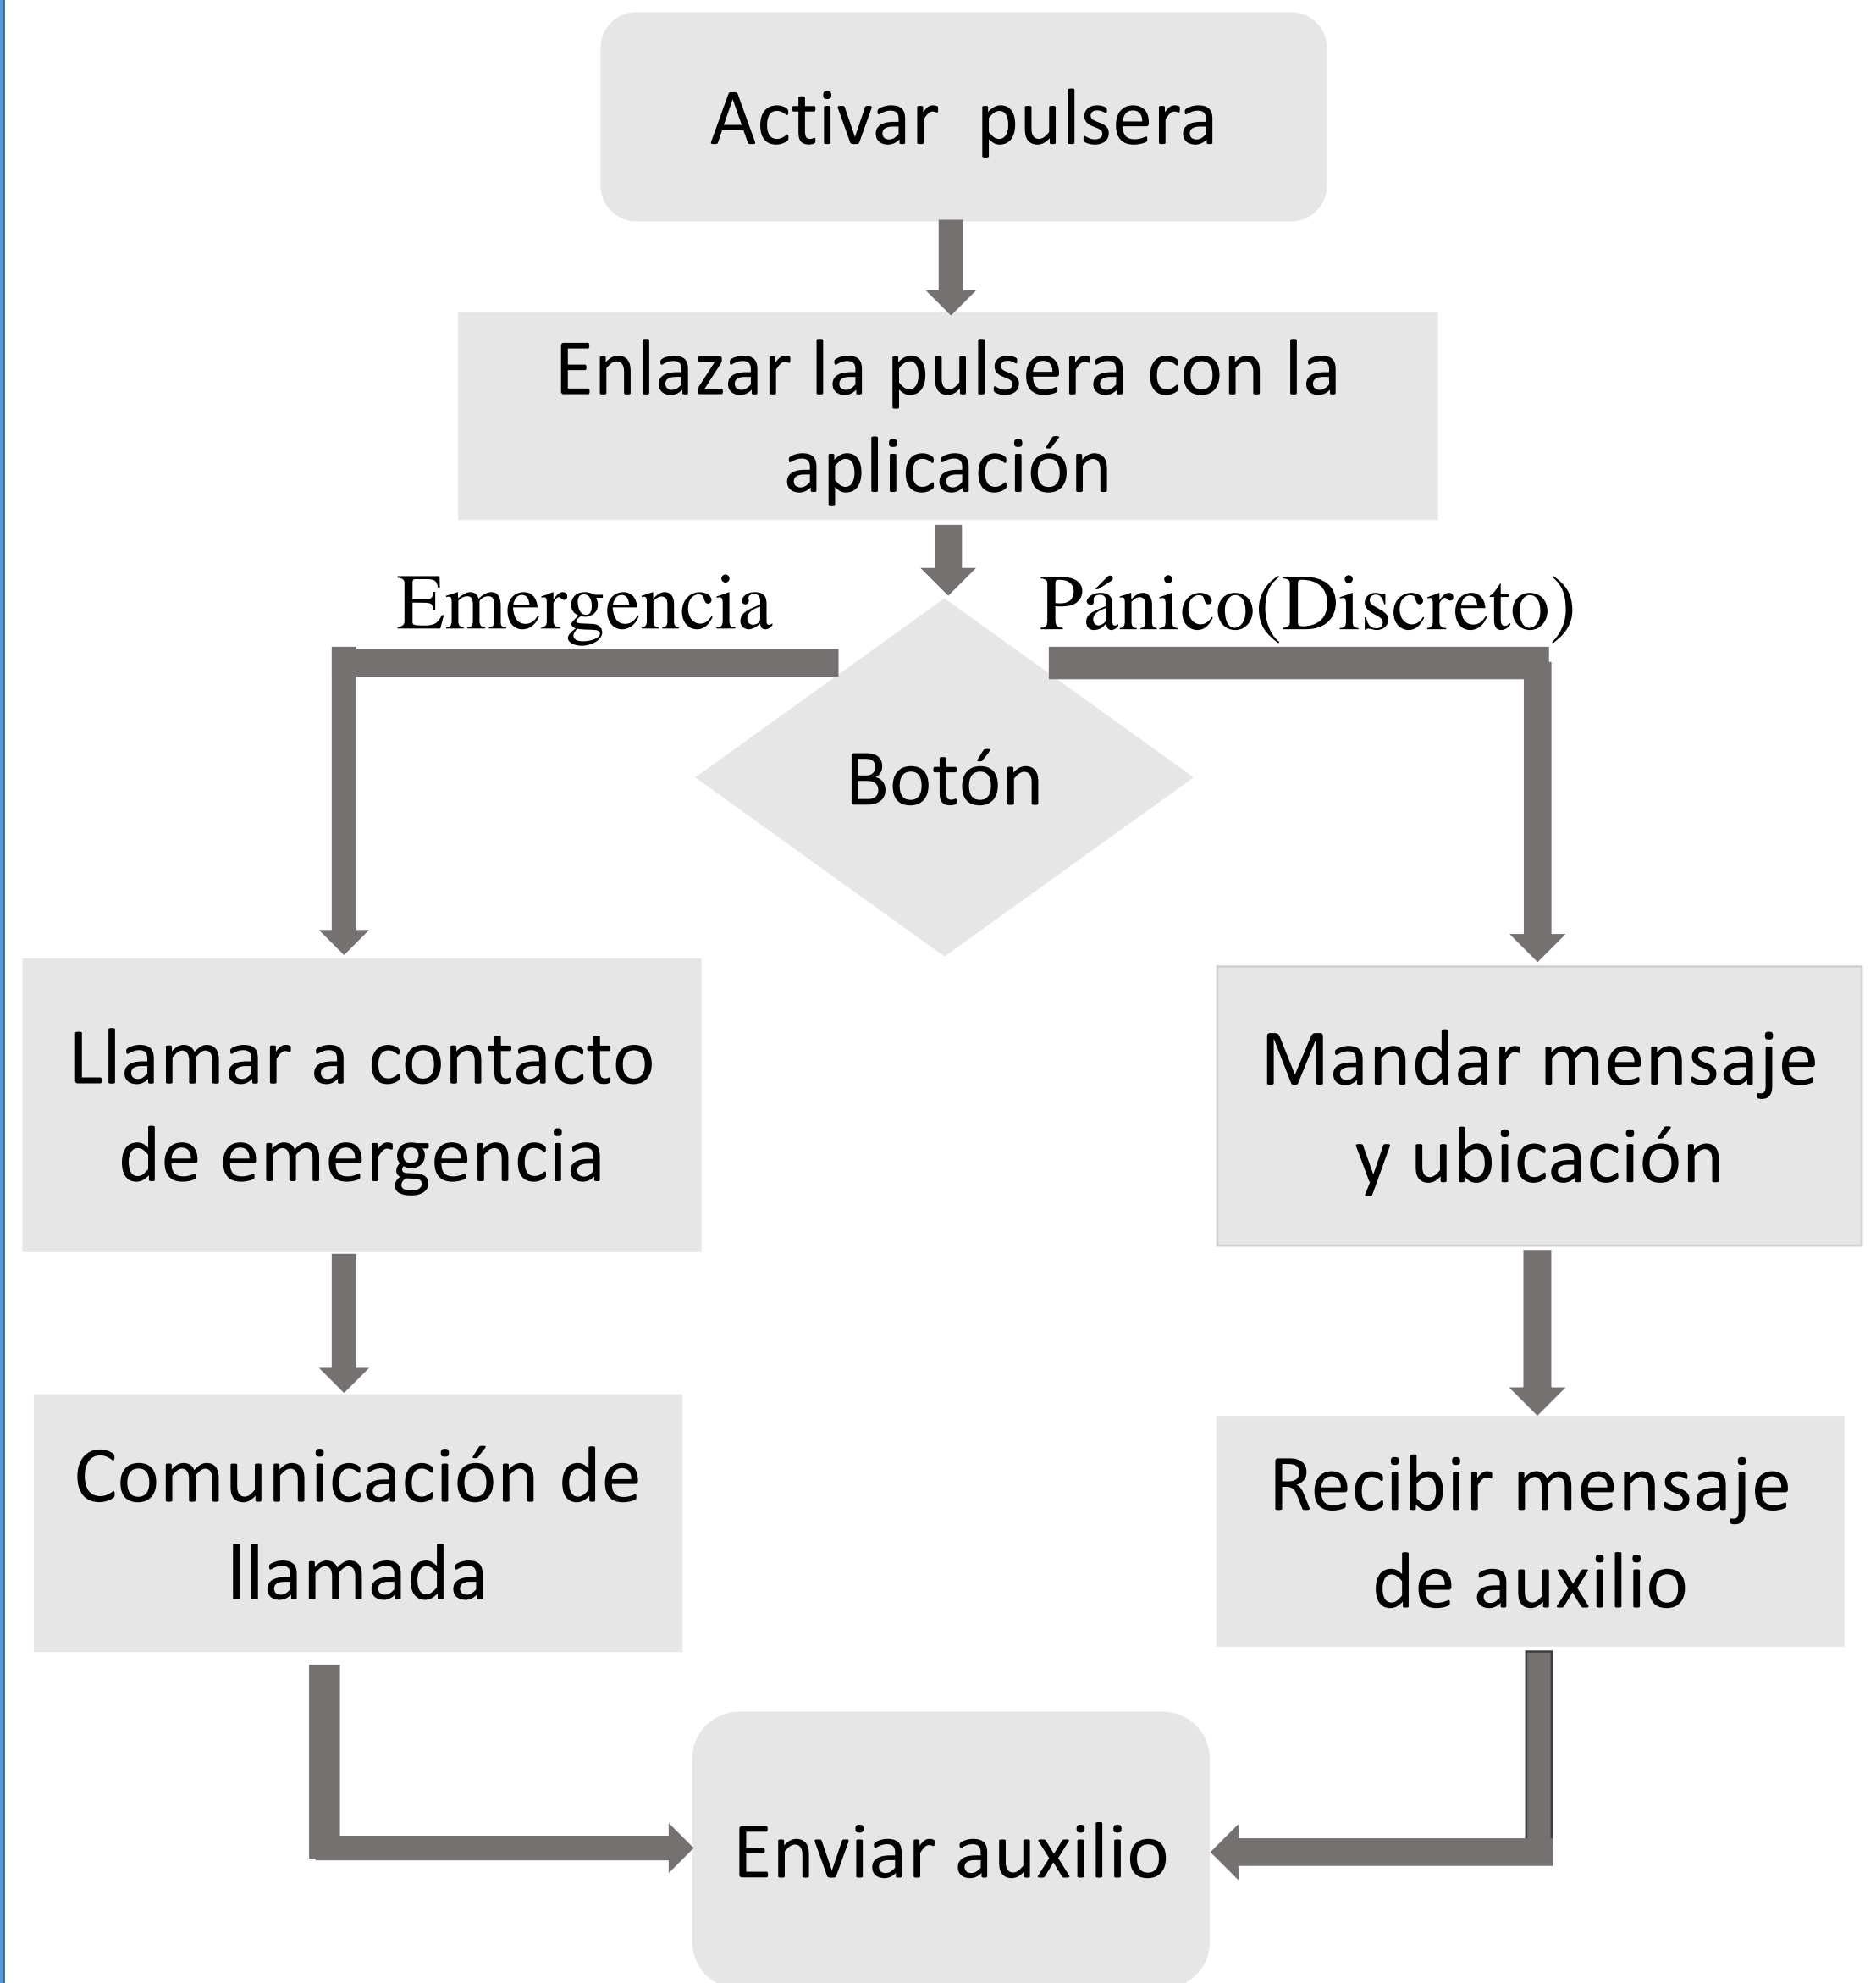 Activar pulsera
Enlazar la pulsera con la
aplicación
Emergencia
Pánico(Discreto)
Botón
Llamar a contacto
de emergencia
Mandar mensaje
y ubicación
Comunicación de
llamada
Recibir mensaje
de auxilio
Enviar auxilio